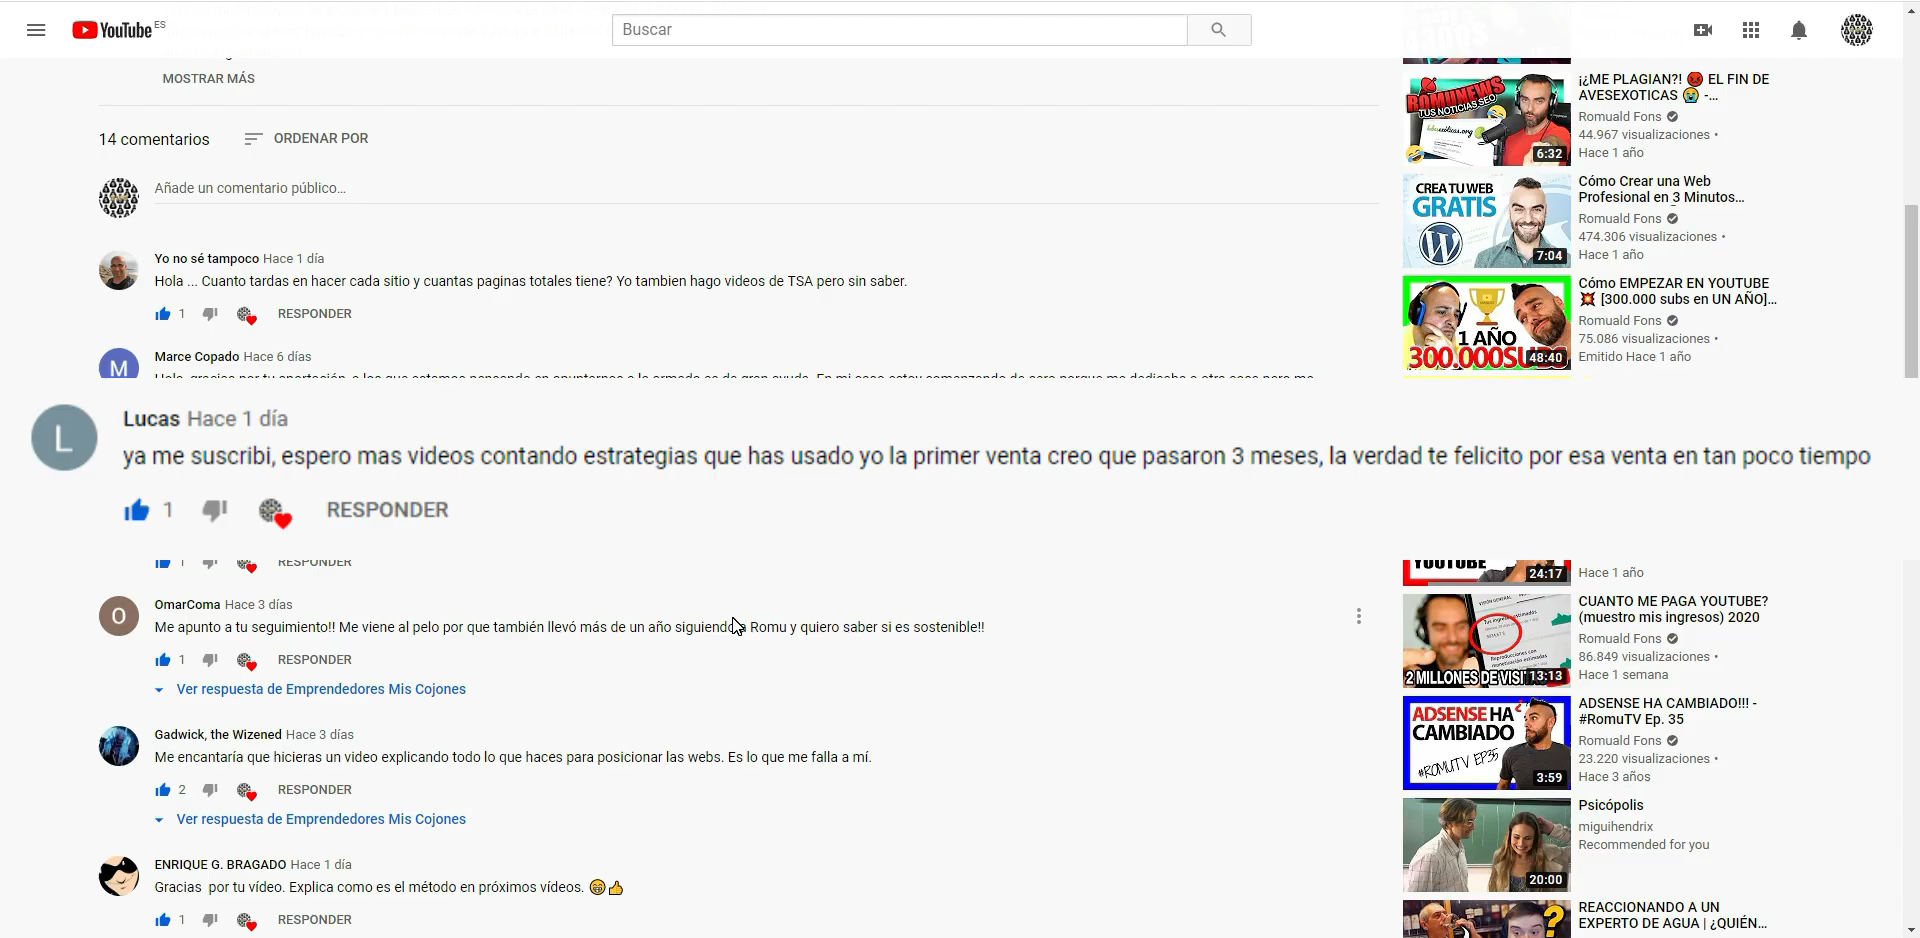 YouTube ES
Buscar
MOSTRAR MÁS
14 comentarios
ORDENAR POR
Añade un comentario público...
Yo no sé tampoco Hace 1 día
Hola ... Cuanto tardas en hacer cada sitio y cuantas paginas totales tiene? Yo tambien hago videos de TSA pero sin saber.
1 RESPONDER
Marce Copado Hace 6 días
M
L
Lucas Hace 1 día
ya me suscribi, espero mas videos contando estrategias que has usado yo la primer venta creo que pasaron 3 meses, la verdad te felicito por esa venta en tan poco tiempo
1 RESPONDER
1 RESPONDER
O
OmarComa Hace 3 días
Me apunto a tu seguimiento!! Me viene al pelo por que también llevó más de un año siguiendo Romu y quiero saber si es sostenible!!
1 RESPONDER
Ver respuesta de Emprendedores Mis Cojones
Gadwick, the Wizened Hace 3 días
Me encantaría que hicieras un video explicando todo lo que haces para posicionar las webs. Es lo que me falla a mí.
2 RESPONDER
Ver respuesta de Emprendedores Mis Cojones
ENRIQUE G. BRAGADO Hace 1 día
Gracias por tu vídeo. Explica como es el método en próximos vídeos. 😁👍
1 RESPONDER
ROMUNEWS
TUS NOTICIAS SEO
6:32
¡¿ME PLAGIAN?! 😡 EL FIN DE
AVESEXOTICAS 😭 -...
Romuald Fons
44.967 visualizaciones •
Hace 1 año
CREA TU WEB
GRATIS
7:04
Cómo Crear una Web
Profesional en 3 Minutos...
Romuald Fons
474.306 visualizaciones •
Hace 1 año
1 AÑO
300.000SUBS
48:40
Cómo EMPEZAR EN YOUTUBE
💥 [300.000 subs en UN AÑO]...
Romuald Fons
75.086 visualizaciones •
Emitido Hace 1 año
YOUTUBE
24:17
Hace 1 año
2 MILLONES DE VISI
13:13
CUANTO ME PAGA YOUTUBE?
(muestro mis ingresos) 2020
Romuald Fons
86.849 visualizaciones •
Hace 1 semana
ADSENSE HA
CAMBIADO
#ROMUTV EP35
3:59
ADSENSE HA CAMBIADO!!! -
#RomuTV Ep. 35
Romuald Fons
23.220 visualizaciones •
Hace 3 años
20:00
Psicópolis
miguihendrix
Recommended for you
?
REACCIONANDO A UN
EXPERTO DE AGUA | ¿QUIÉN...